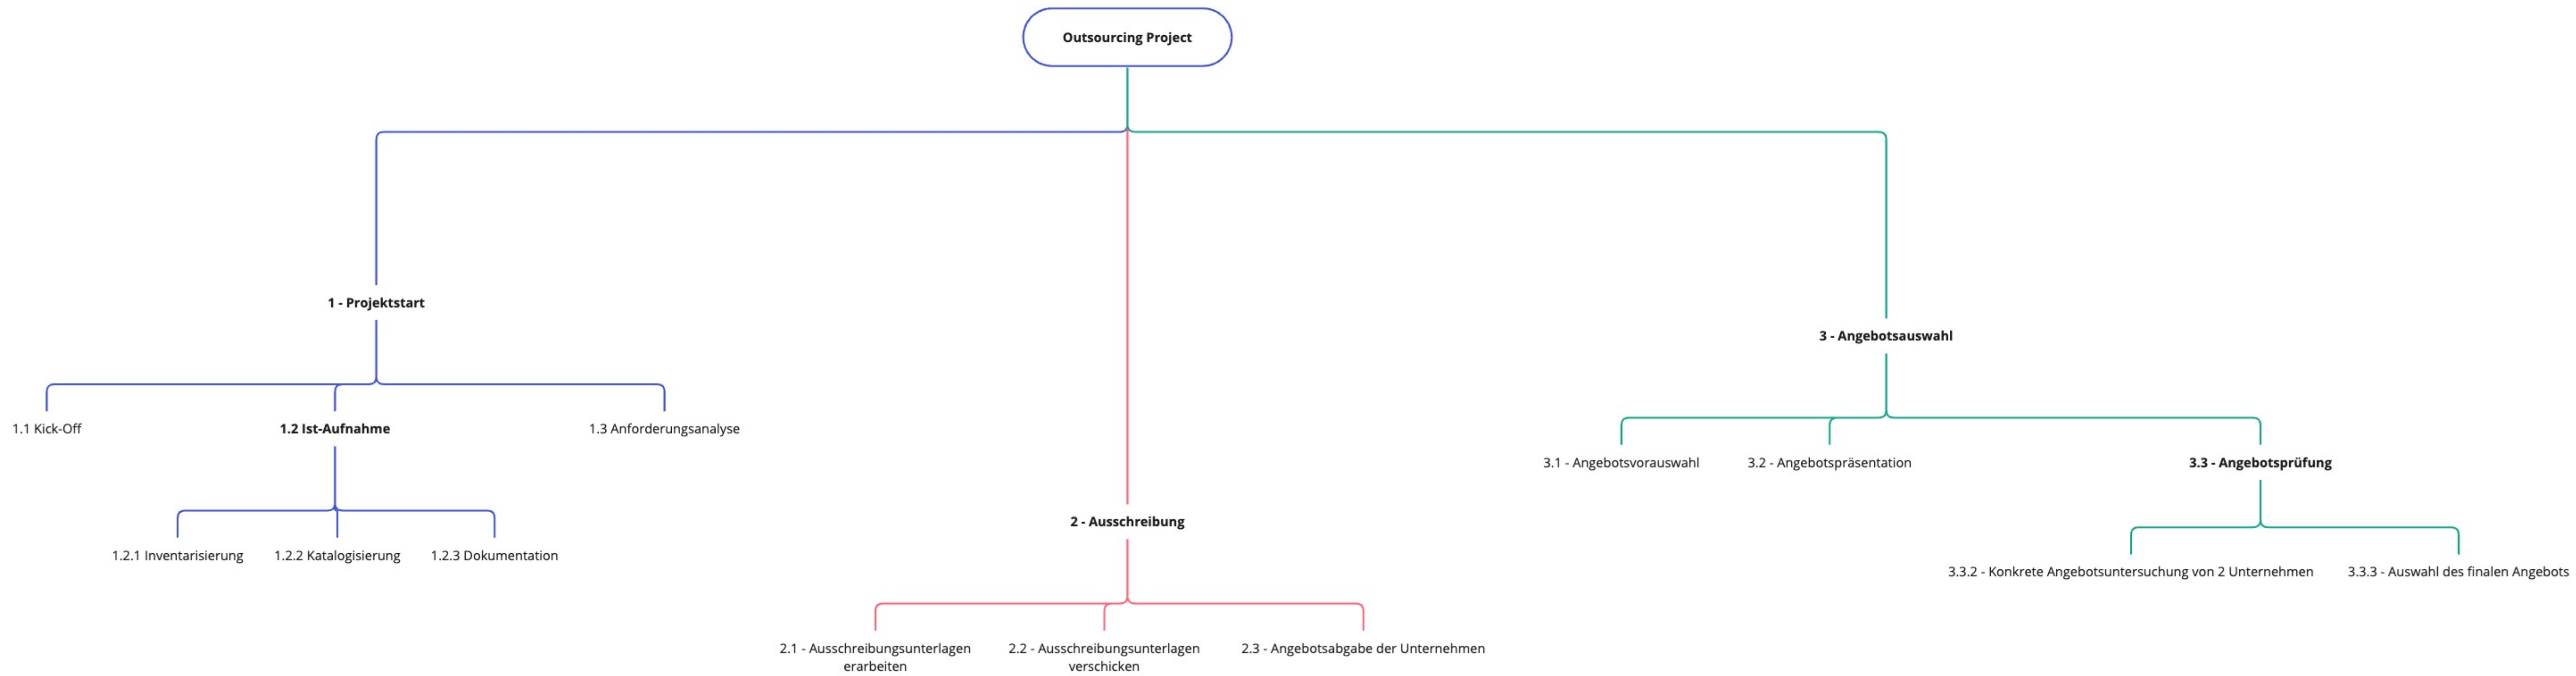 Outsourcing Project
1 - Projektstart
3 - Angebotsauswahl
1.1 Kick-Off
1.2 Ist-Aufnahme
1.3 Anforderungsanalyse
3.1 - Angebotsvorauswahl
3.2 - Angebotspräsentation
3.3 - Angebotsprüfung
2 - Ausschreibung
1.2.1 Inventarisierung
1.2.2 Katalogisierung
1.2.3 Dokumentation
3.3.2 - Konkrete Angebotsuntersuchung von 2 Unternehmen
3.3.3 - Auswahl des finalen Angebots
2.1 - Ausschreibungsunterlagen
erarbeiten
2.2 - Ausschreibungsunterlagen
verschicken
2.3 - Angebotsabgabe der Unternehmen